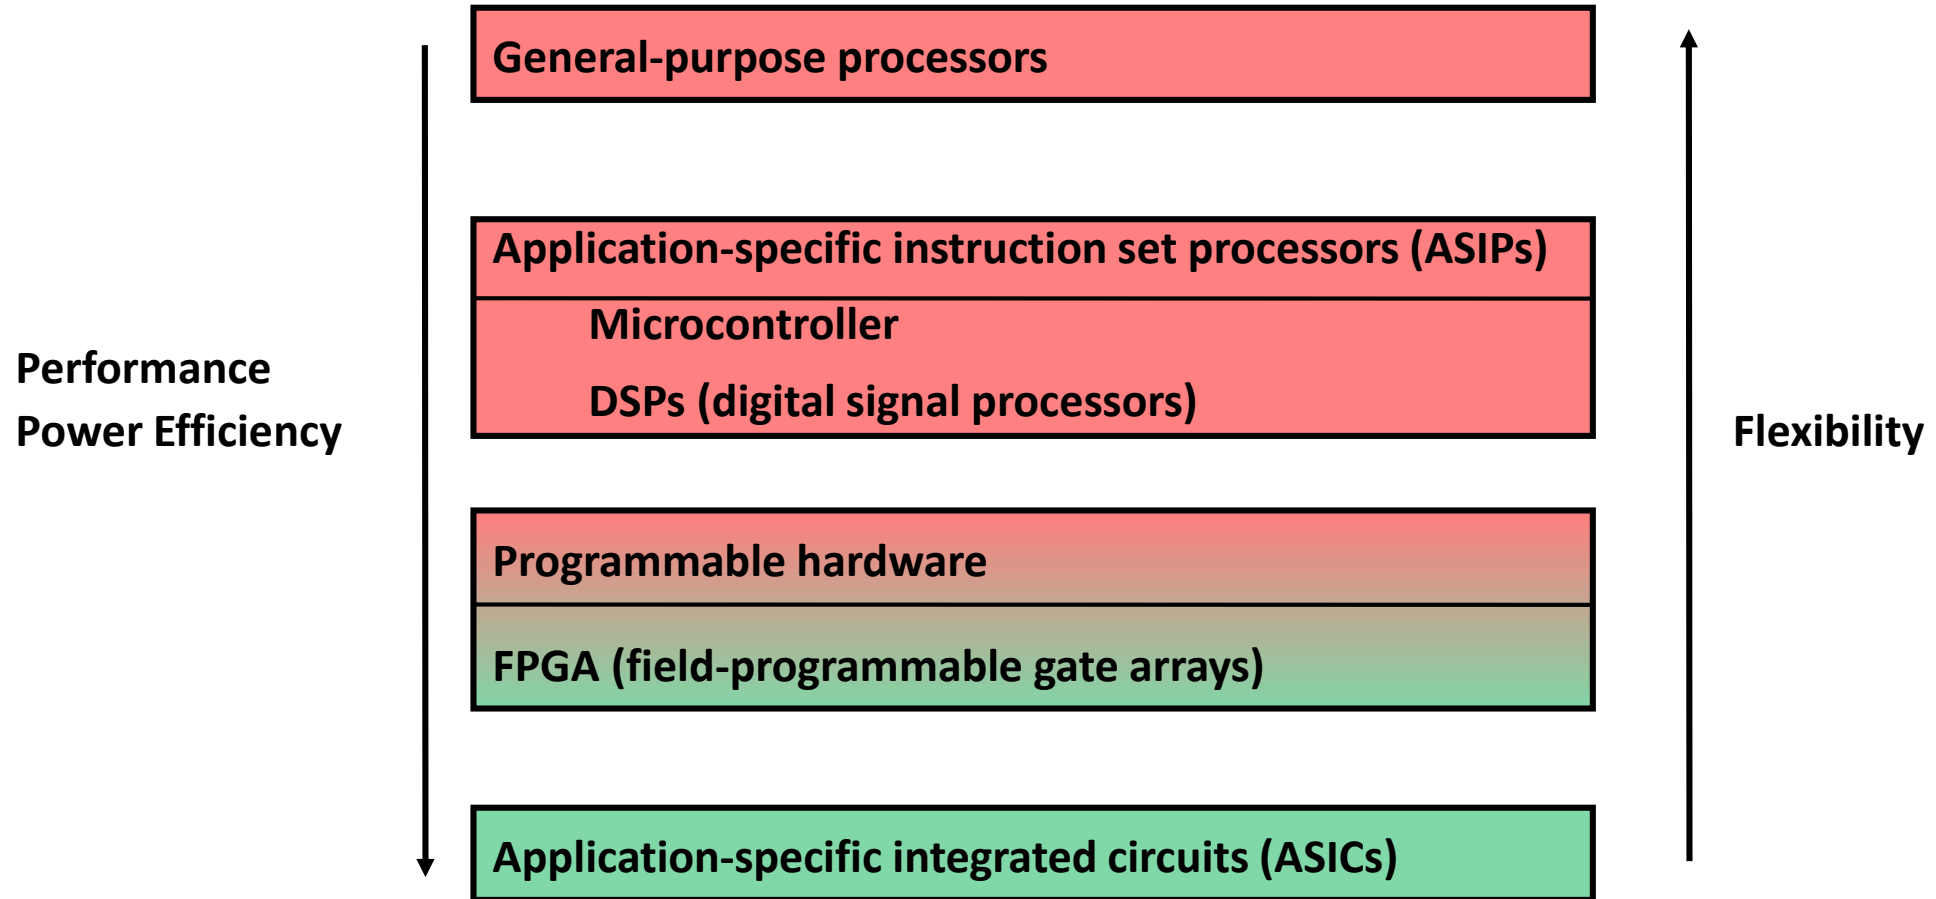 General-purpose processors
Application-specific instruction set processors (ASIPs)
Microcontroller
DSPs (digital signal processors)
Performance
Power Efficiency
Flexibility
Programmable hardware
FPGA (field-programmable gate arrays)
Application-specific integrated circuits (ASICs)